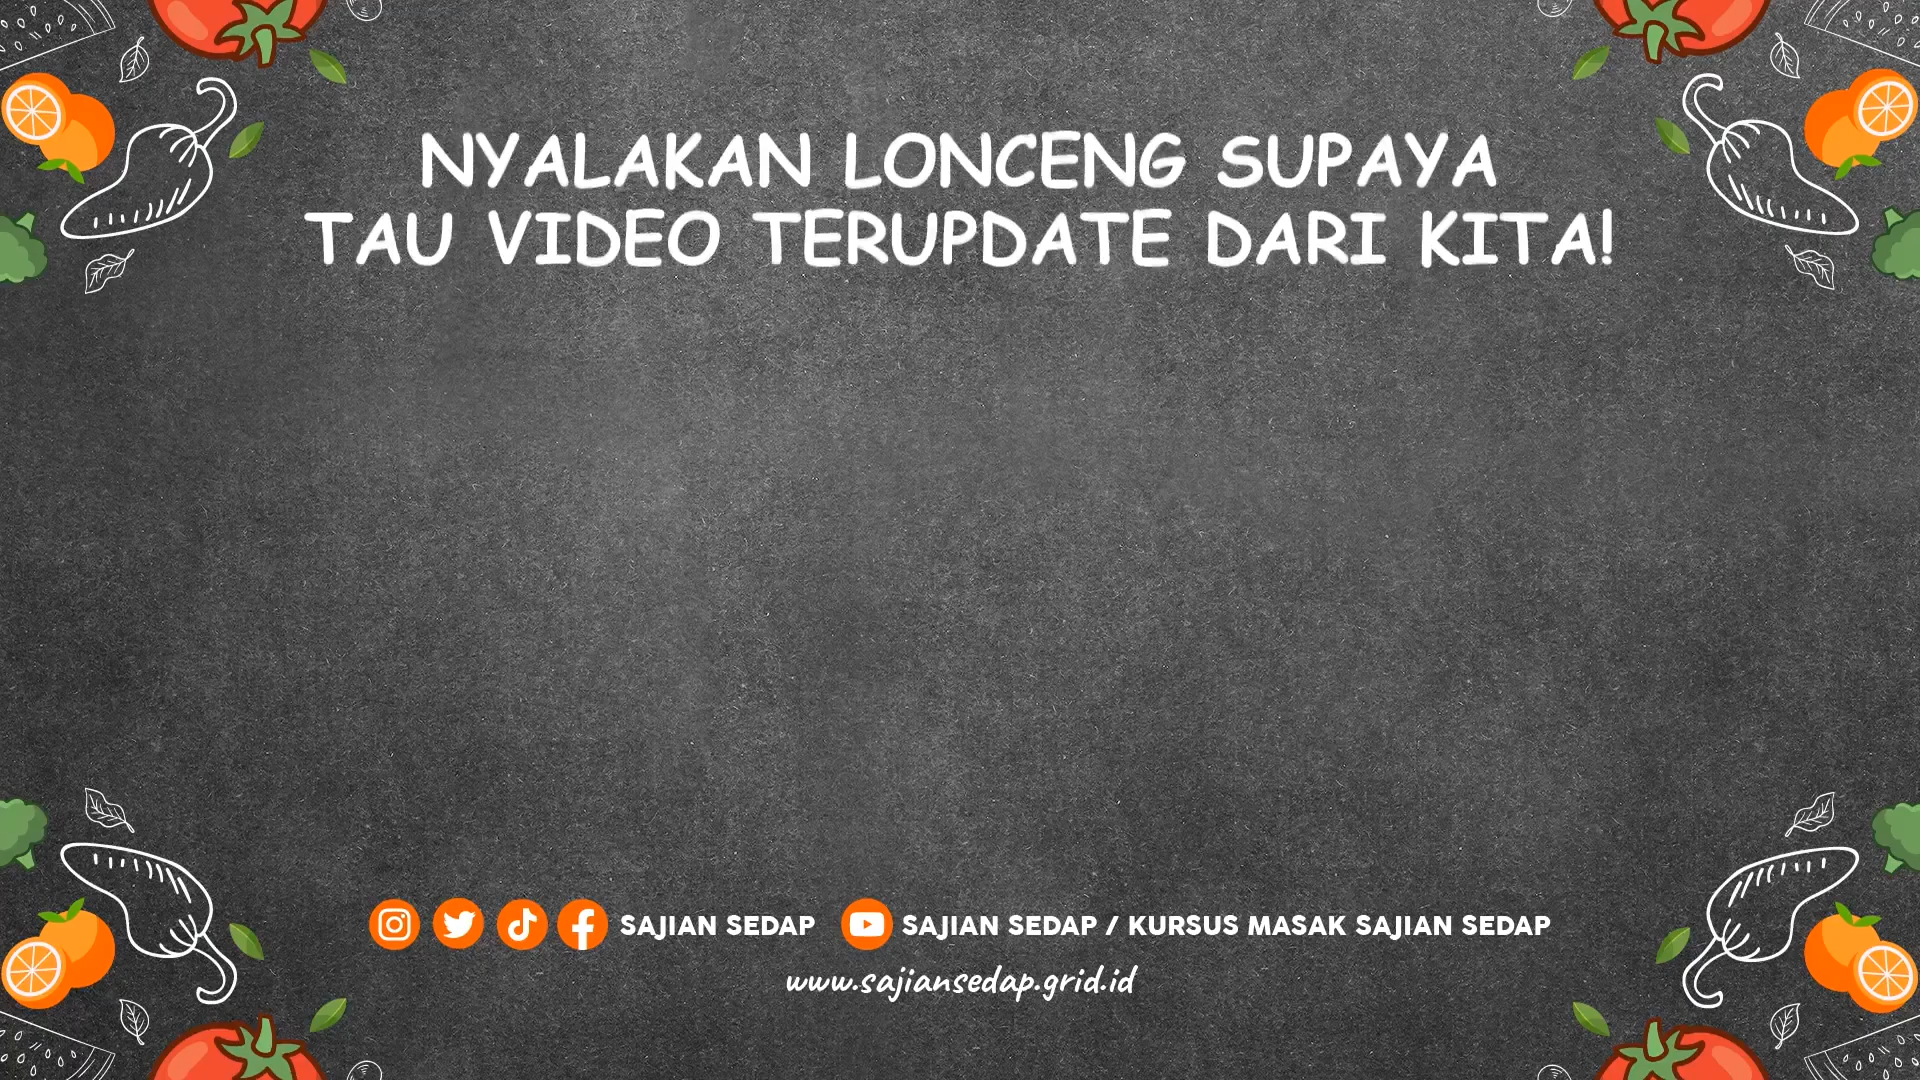 NYALAKAN LONCENG SUPAYA
TAU VIDEO TERUPDATE DARI KITA!
SAJIAN SEDAP SAJIAN SEDAP / KURSUS MASAK SAJIAN SEDAP
www.sajiansedap.grid.id